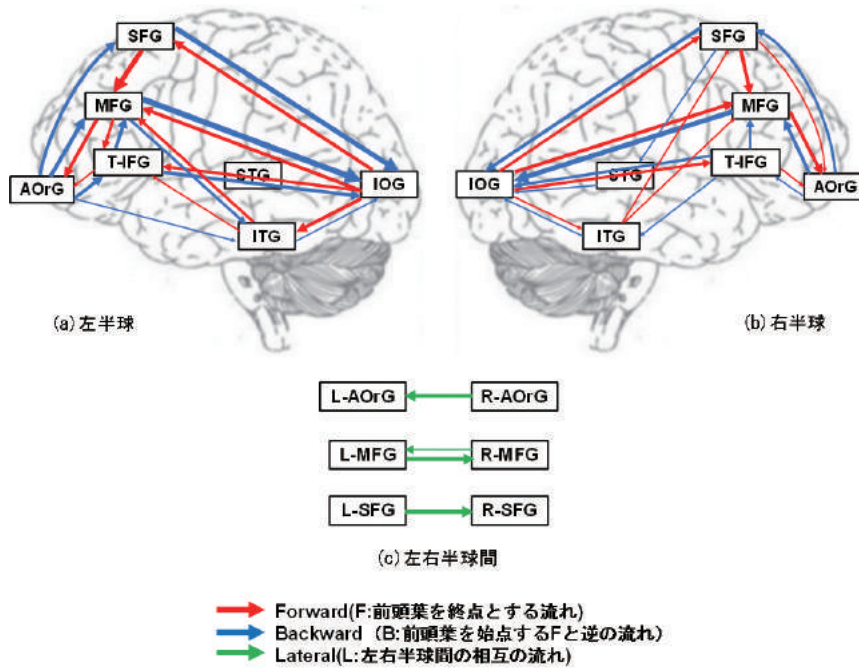 SFG
MFG
T-IFG
AOrG
STG
IOG
ITG
(a)左半球
SFG
MFG
T-IFG
IOG
STG
AOrG
ITG
(b)右半球
L-AOrG R-AOrG
L-MFG R-MFG
L-SFG R-SFG
(c)左右半球間
Forward(F:前頭葉を終点とする流れ)
Backward（B:前頭葉を始点するFと逆の流れ）
Lateral(L:左右半球間の相互の流れ)